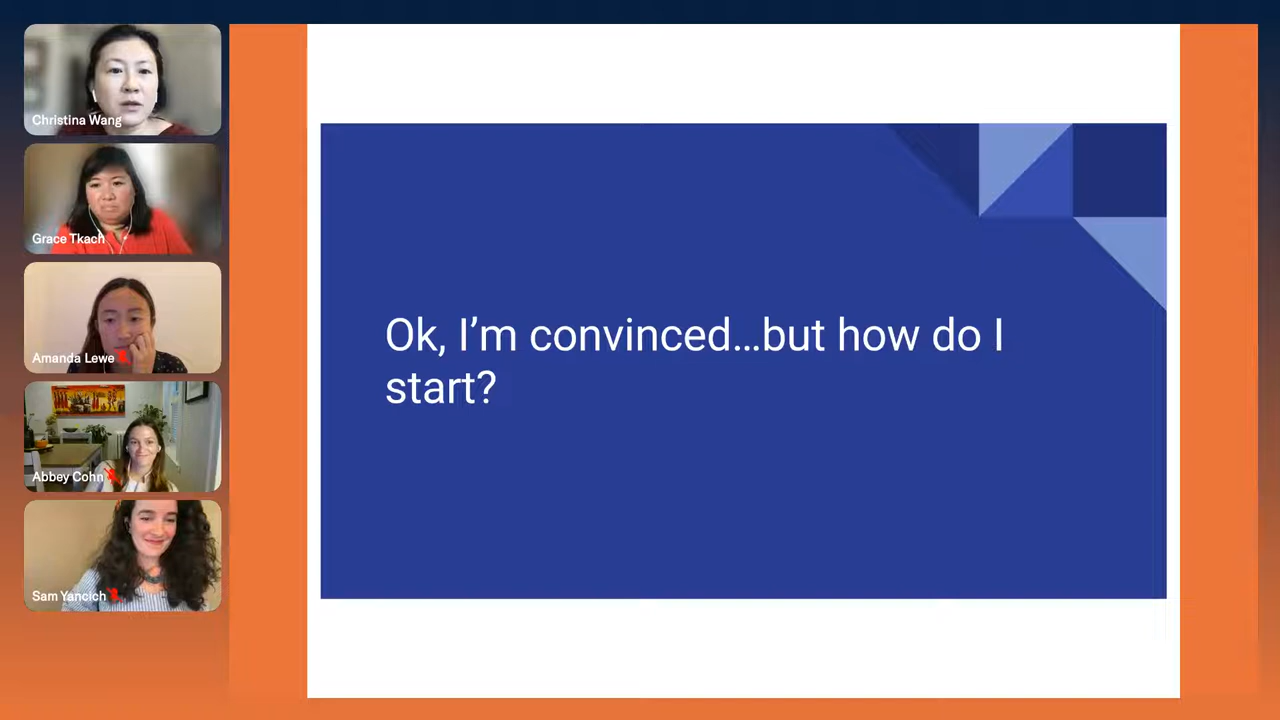 Christina Wang
Grace Tkach
Amanda Lewe
Abbey Cohn
Sam Yancich
Ok, I'm convinced...but how do I
start?